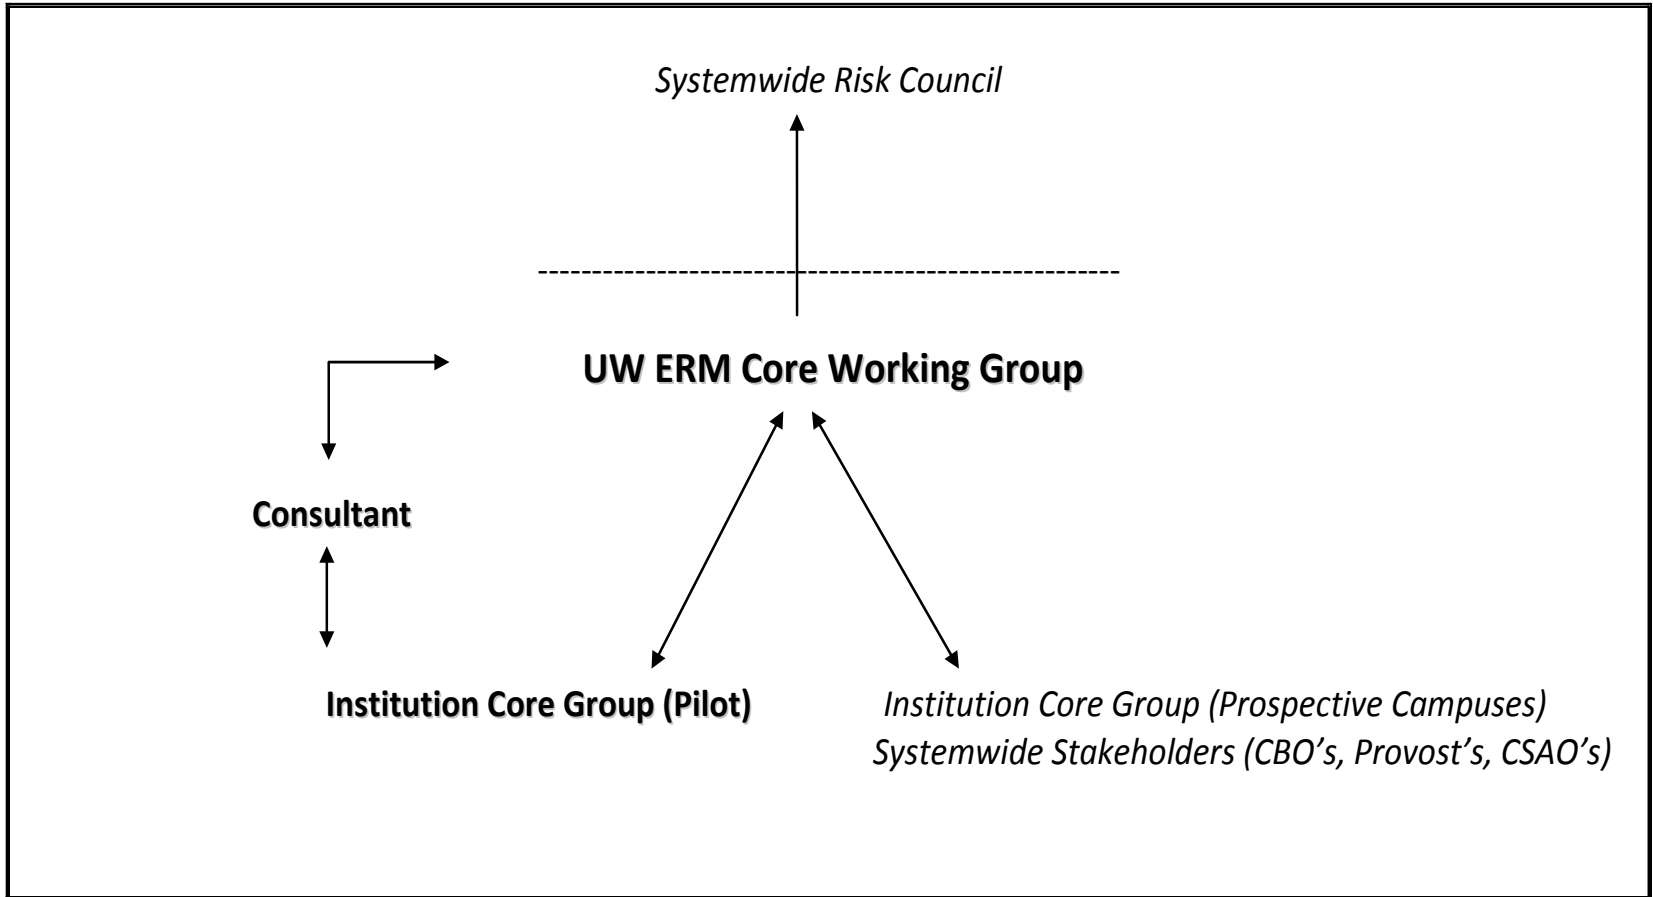 Systemwide Risk Council
UW ERM Core Working Group
Consultant
Institution Core Group (Pilot)
Institution Core Group (Prospective Campuses)
Systemwide Stakeholders (CBO’s, Provost’s, CSAO’s)